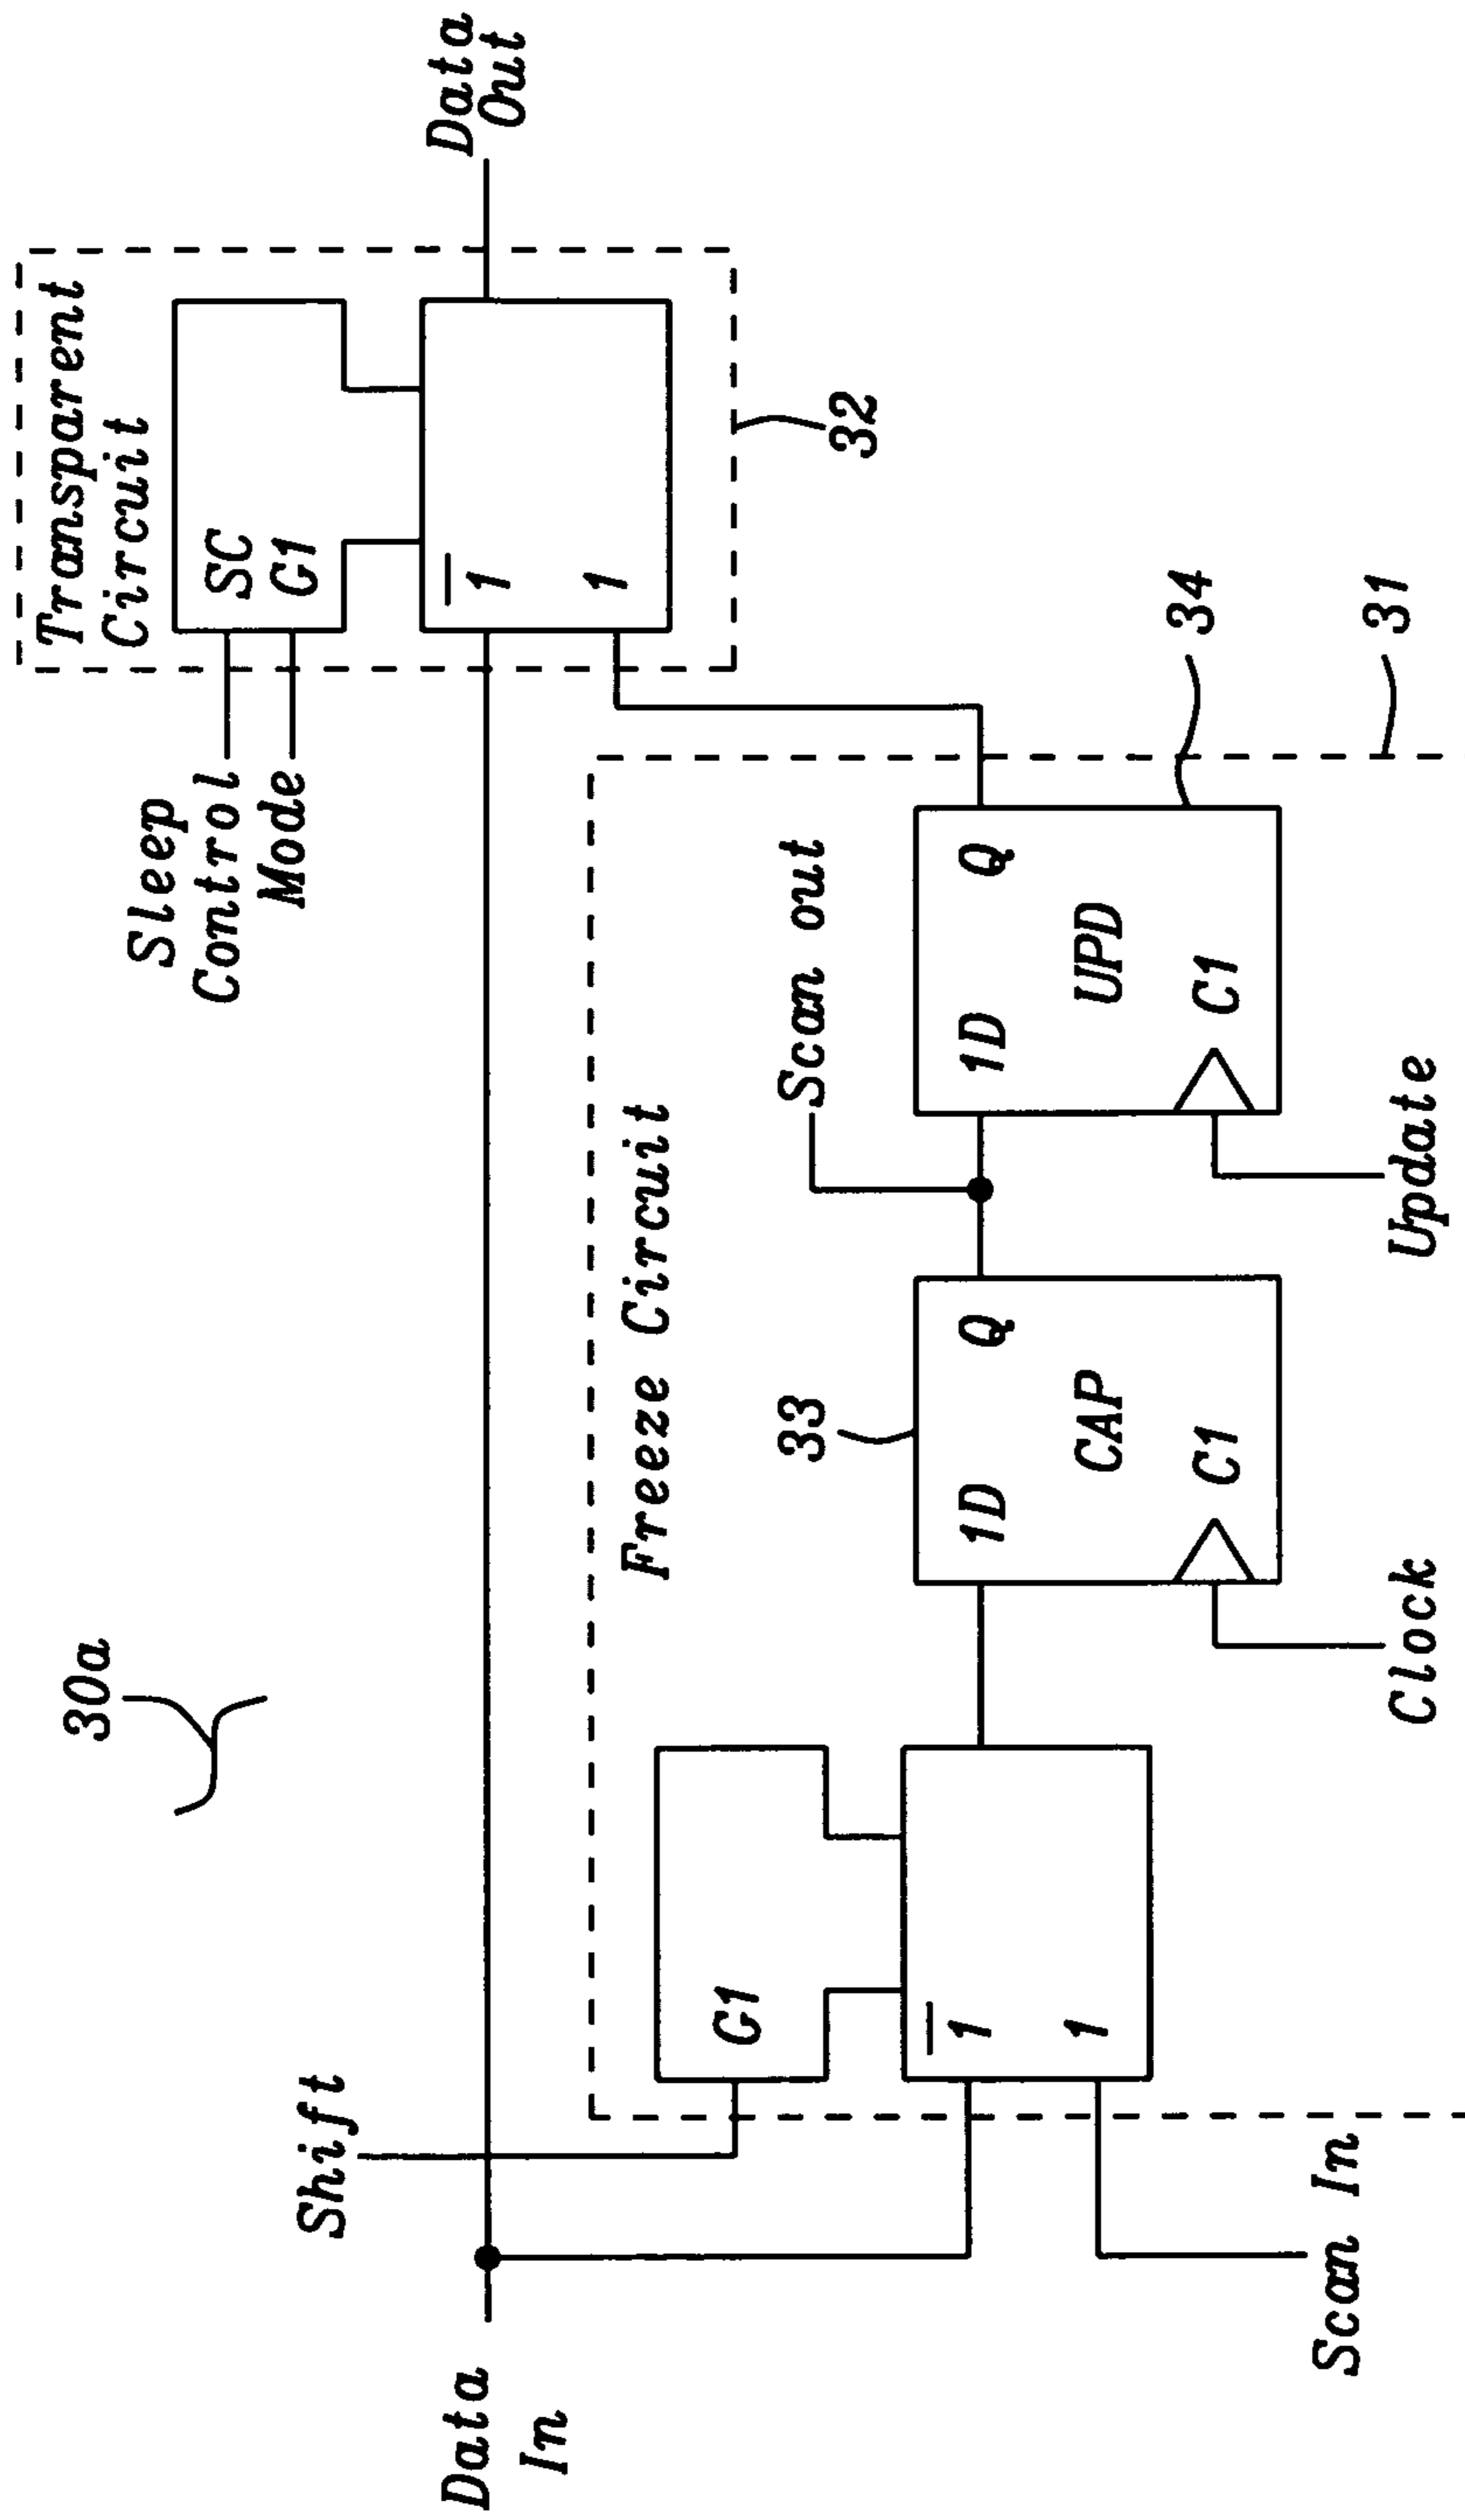 30a
Transparent
Circuit
Sleep
Control
Mode
SC
G1
Shift
Data
In
1
1
Data
Out
Freeze Circuit
32
G1
33
Scan out
1
1
1D
Q
CAP
C1
1D
Q
UPD
C1
34
Scan In
Clock
Update
31